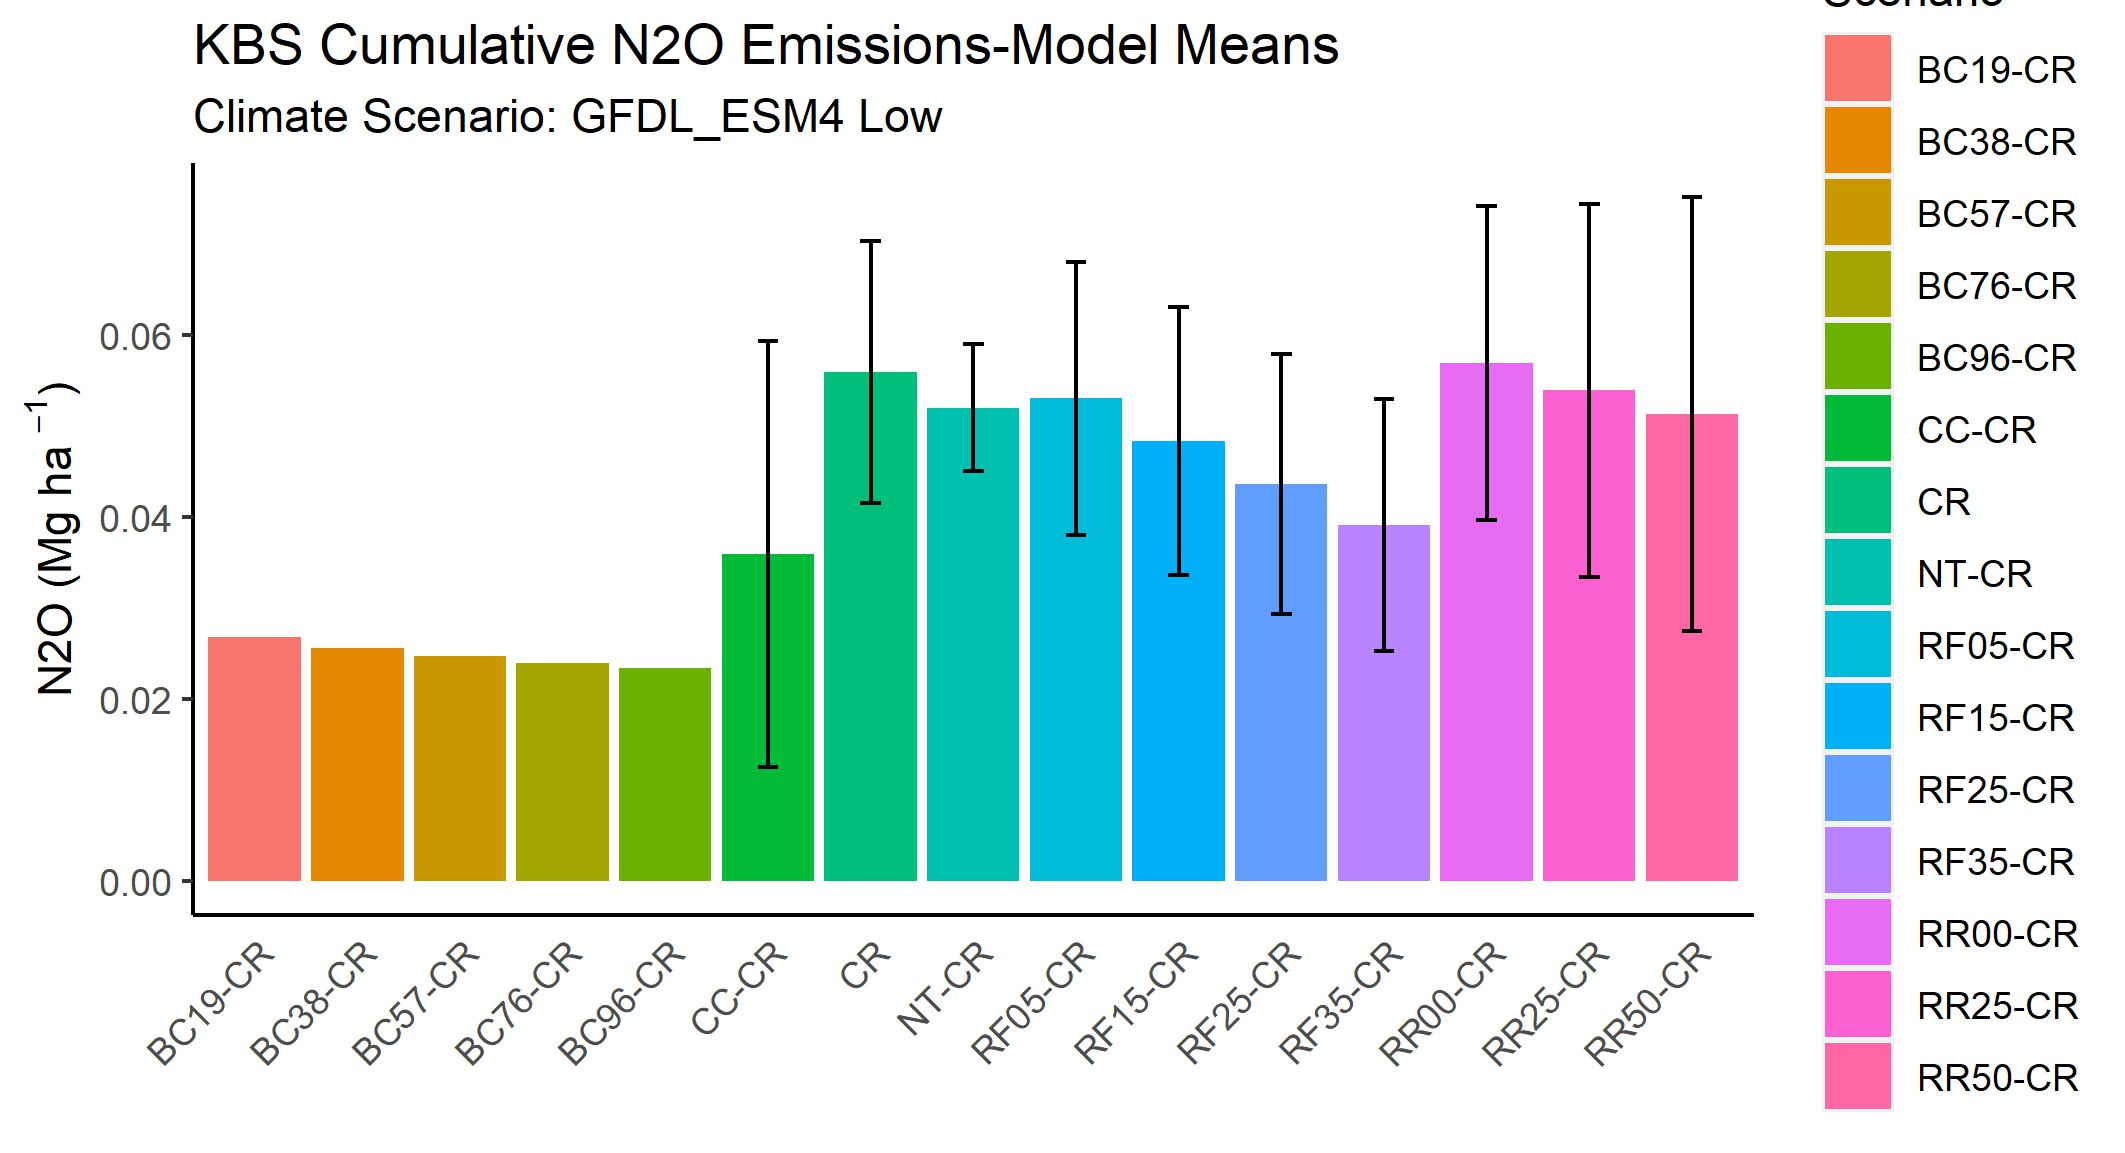 KBS Cumulative N2O Emissions-Model Means
Climate Scenario: GFDL_ESM4 Low
N2O (Mg ha −1)
0.06
0.04
0.02
0.00
BC19-CR
BC38-CR
BC57-CR
BC76-CR
BC96-CR
CC-CR
CR
NT-CR
RF05-CR
RF15-CR
RF25-CR
RF35-CR
RR00-CR
RR25-CR
RR50-CR
Scenario
BC19-CR
BC38-CR
BC57-CR
BC76-CR
BC96-CR
CC-CR
CR
NT-CR
RF05-CR
RF15-CR
RF25-CR
RF35-CR
RR00-CR
RR25-CR
RR50-CR